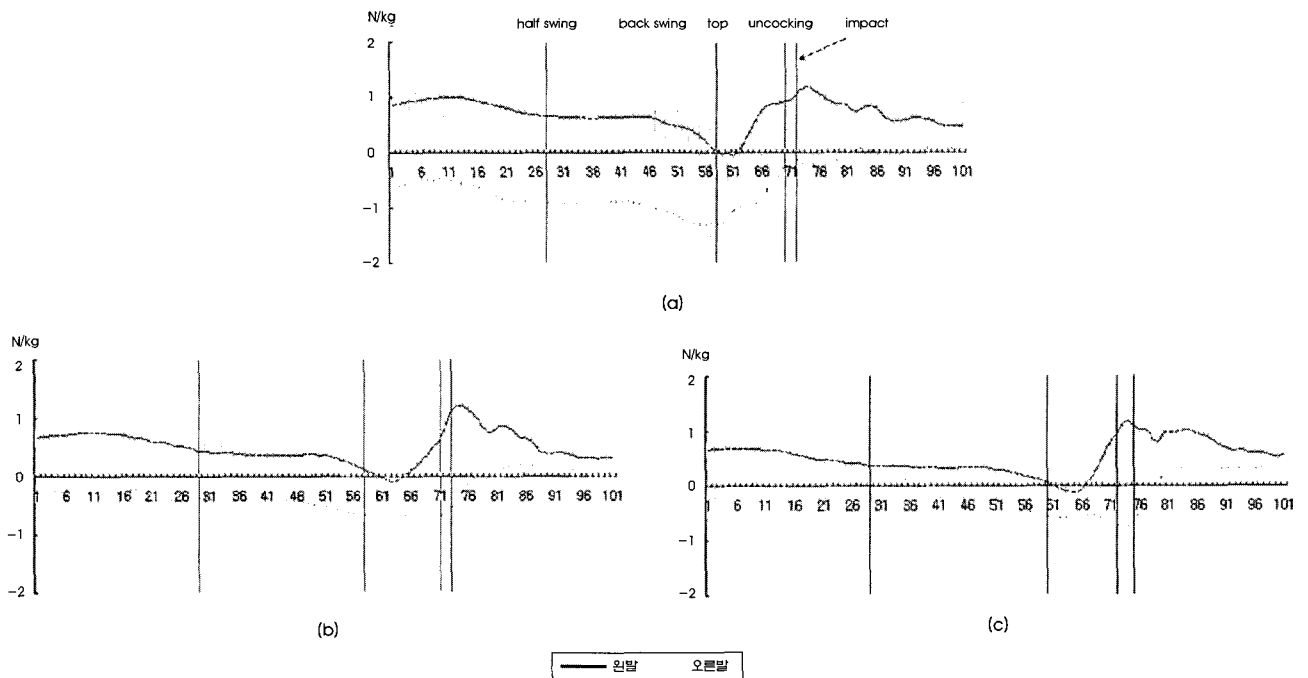 N/kg half swing back swing top uncocking impact
2
1
0
1 6 11 16 21 26 31 36 41 46 51 56 61 66 71 76 81 86 91 96 101
-1
-2
(a)
N/kg
2
1
0
1 6 11 16 21 26 31 36 41 46 51 56 61 66 71 76 81 86 91 96 101
-1
-2
(b)
N/kg
2
1
0
1 6 11 16 21 26 31 36 41 46 51 56 61 66 71 76 81 86 91 96 101
-1
-2
(c)
왼발 오른발